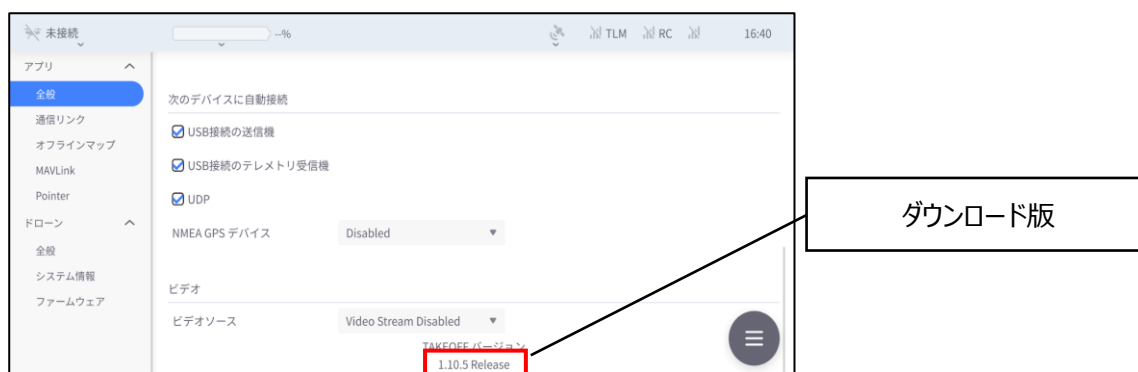 未接続
--%
TLM
RC
16:40
アプリ
全般
通信リンク
オフラインマップ
MAVLink
Pointer
ドローン
全般
システム情報
ファームウェア
次のデバイスに自動接続
USB接続の送信機
USB接続のテレメトリ受信機
UDP
NMEA GPS デバイス
Disabled
ビデオ
ビデオソース
Video Stream Disabled
TAKEOFF バージョン
1.10.5 Release
ダウンロード版